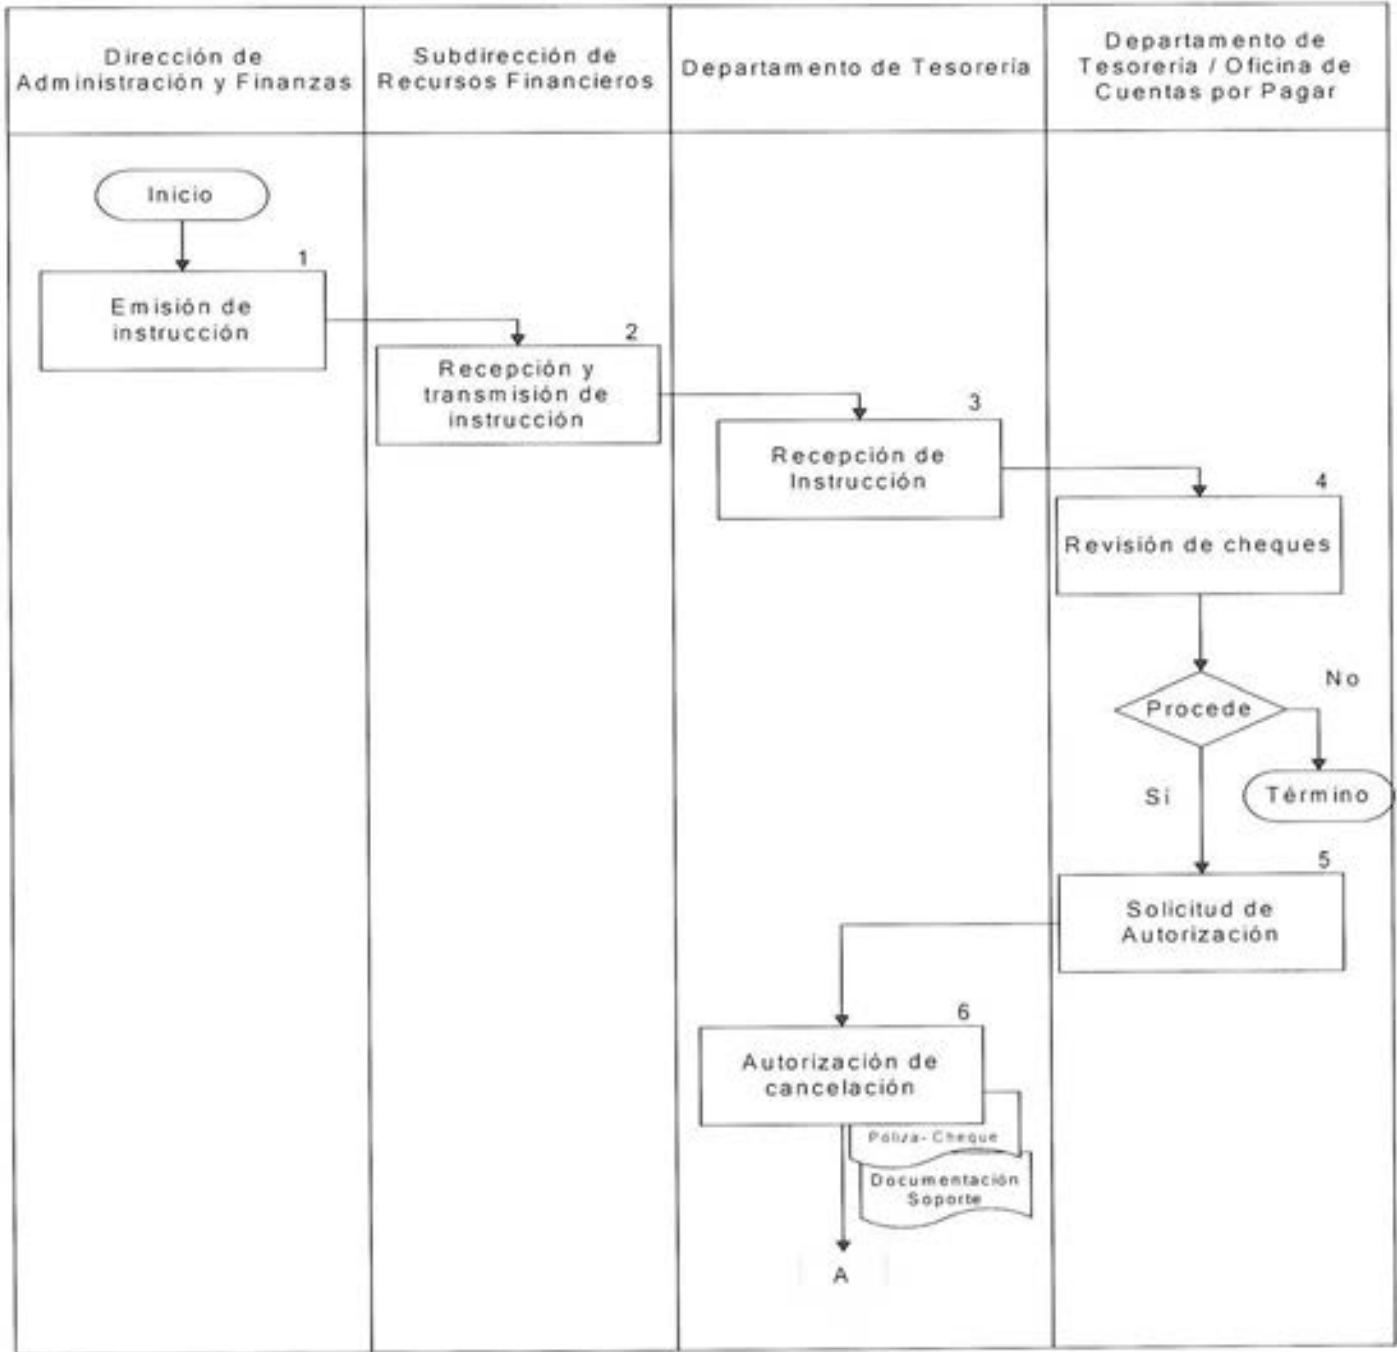 Dirección de
Administración y Finanzas
Subdirección de
Recursos Financieros
Departamento de Tesorería
Departamento de
Tesorería / Oficina de
Cuentas por Pagar
Inicio
1
Emisión de
instrucción
2
Recepción y
transmisión de
instrucción
3
Recepción de
Instrucción
4
Revisión de cheques
Procede
No
Sí
Término
5
Solicitud de
Autorización
6
Autorización de
cancelación
Póliza- Cheque
Documentación
Soporte
A